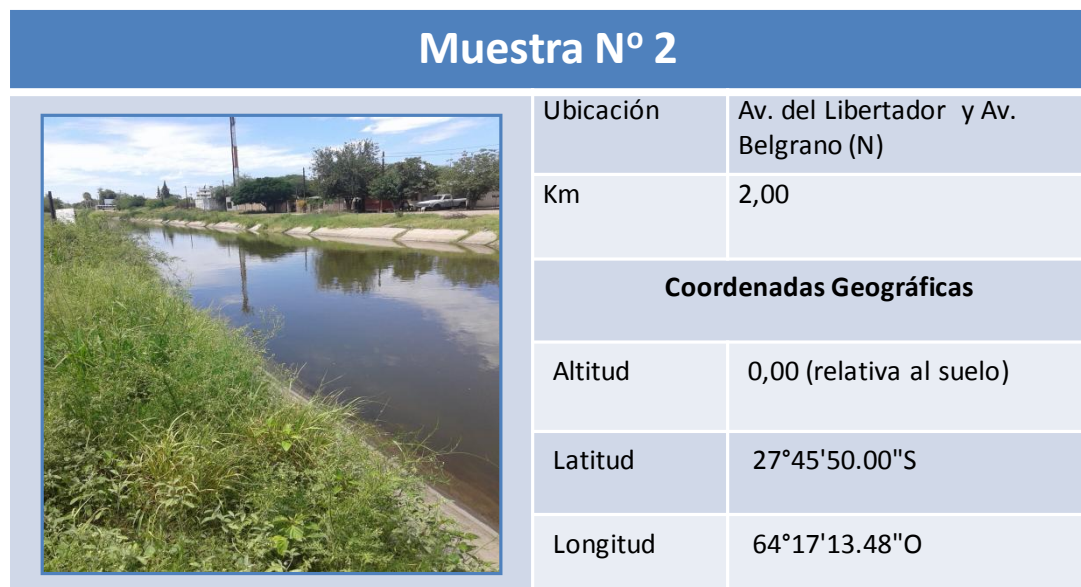 Muestra Nº 2
Ubicación
Av. del Libertador y Av.
Belgrano (N)
Km
2,00
Coordenadas Geográficas
Altitud
0,00 (relativa al suelo)
Latitud
27°45'50.00"S
Longitud
64°17'13.48"O